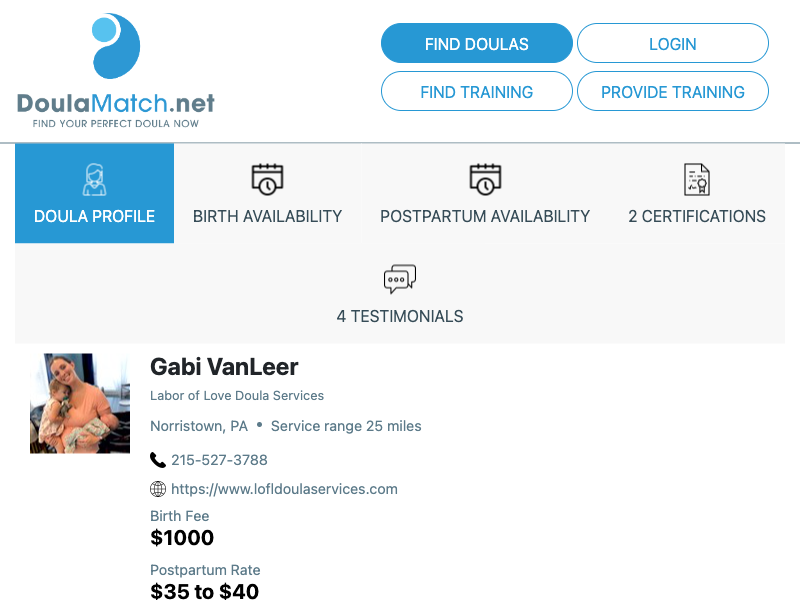 DoulaMatch.net
FIND YOUR PERFECT DOULA NOW
FIND DOULAS
LOGIN
FIND TRAINING
PROVIDE TRAINING
DOULA PROFILE
BIRTH AVAILABILITY
POSTPARTUM AVAILABILITY
2 CERTIFICATIONS
4 TESTIMONIALS
Gabi VanLeer
Labor of Love Doula Services
Norristown, PA • Service range 25 miles
215-527-3788
https://www.lofldoulaservices.com
Birth Fee
$1000
Postpartum Rate
$35 to $40